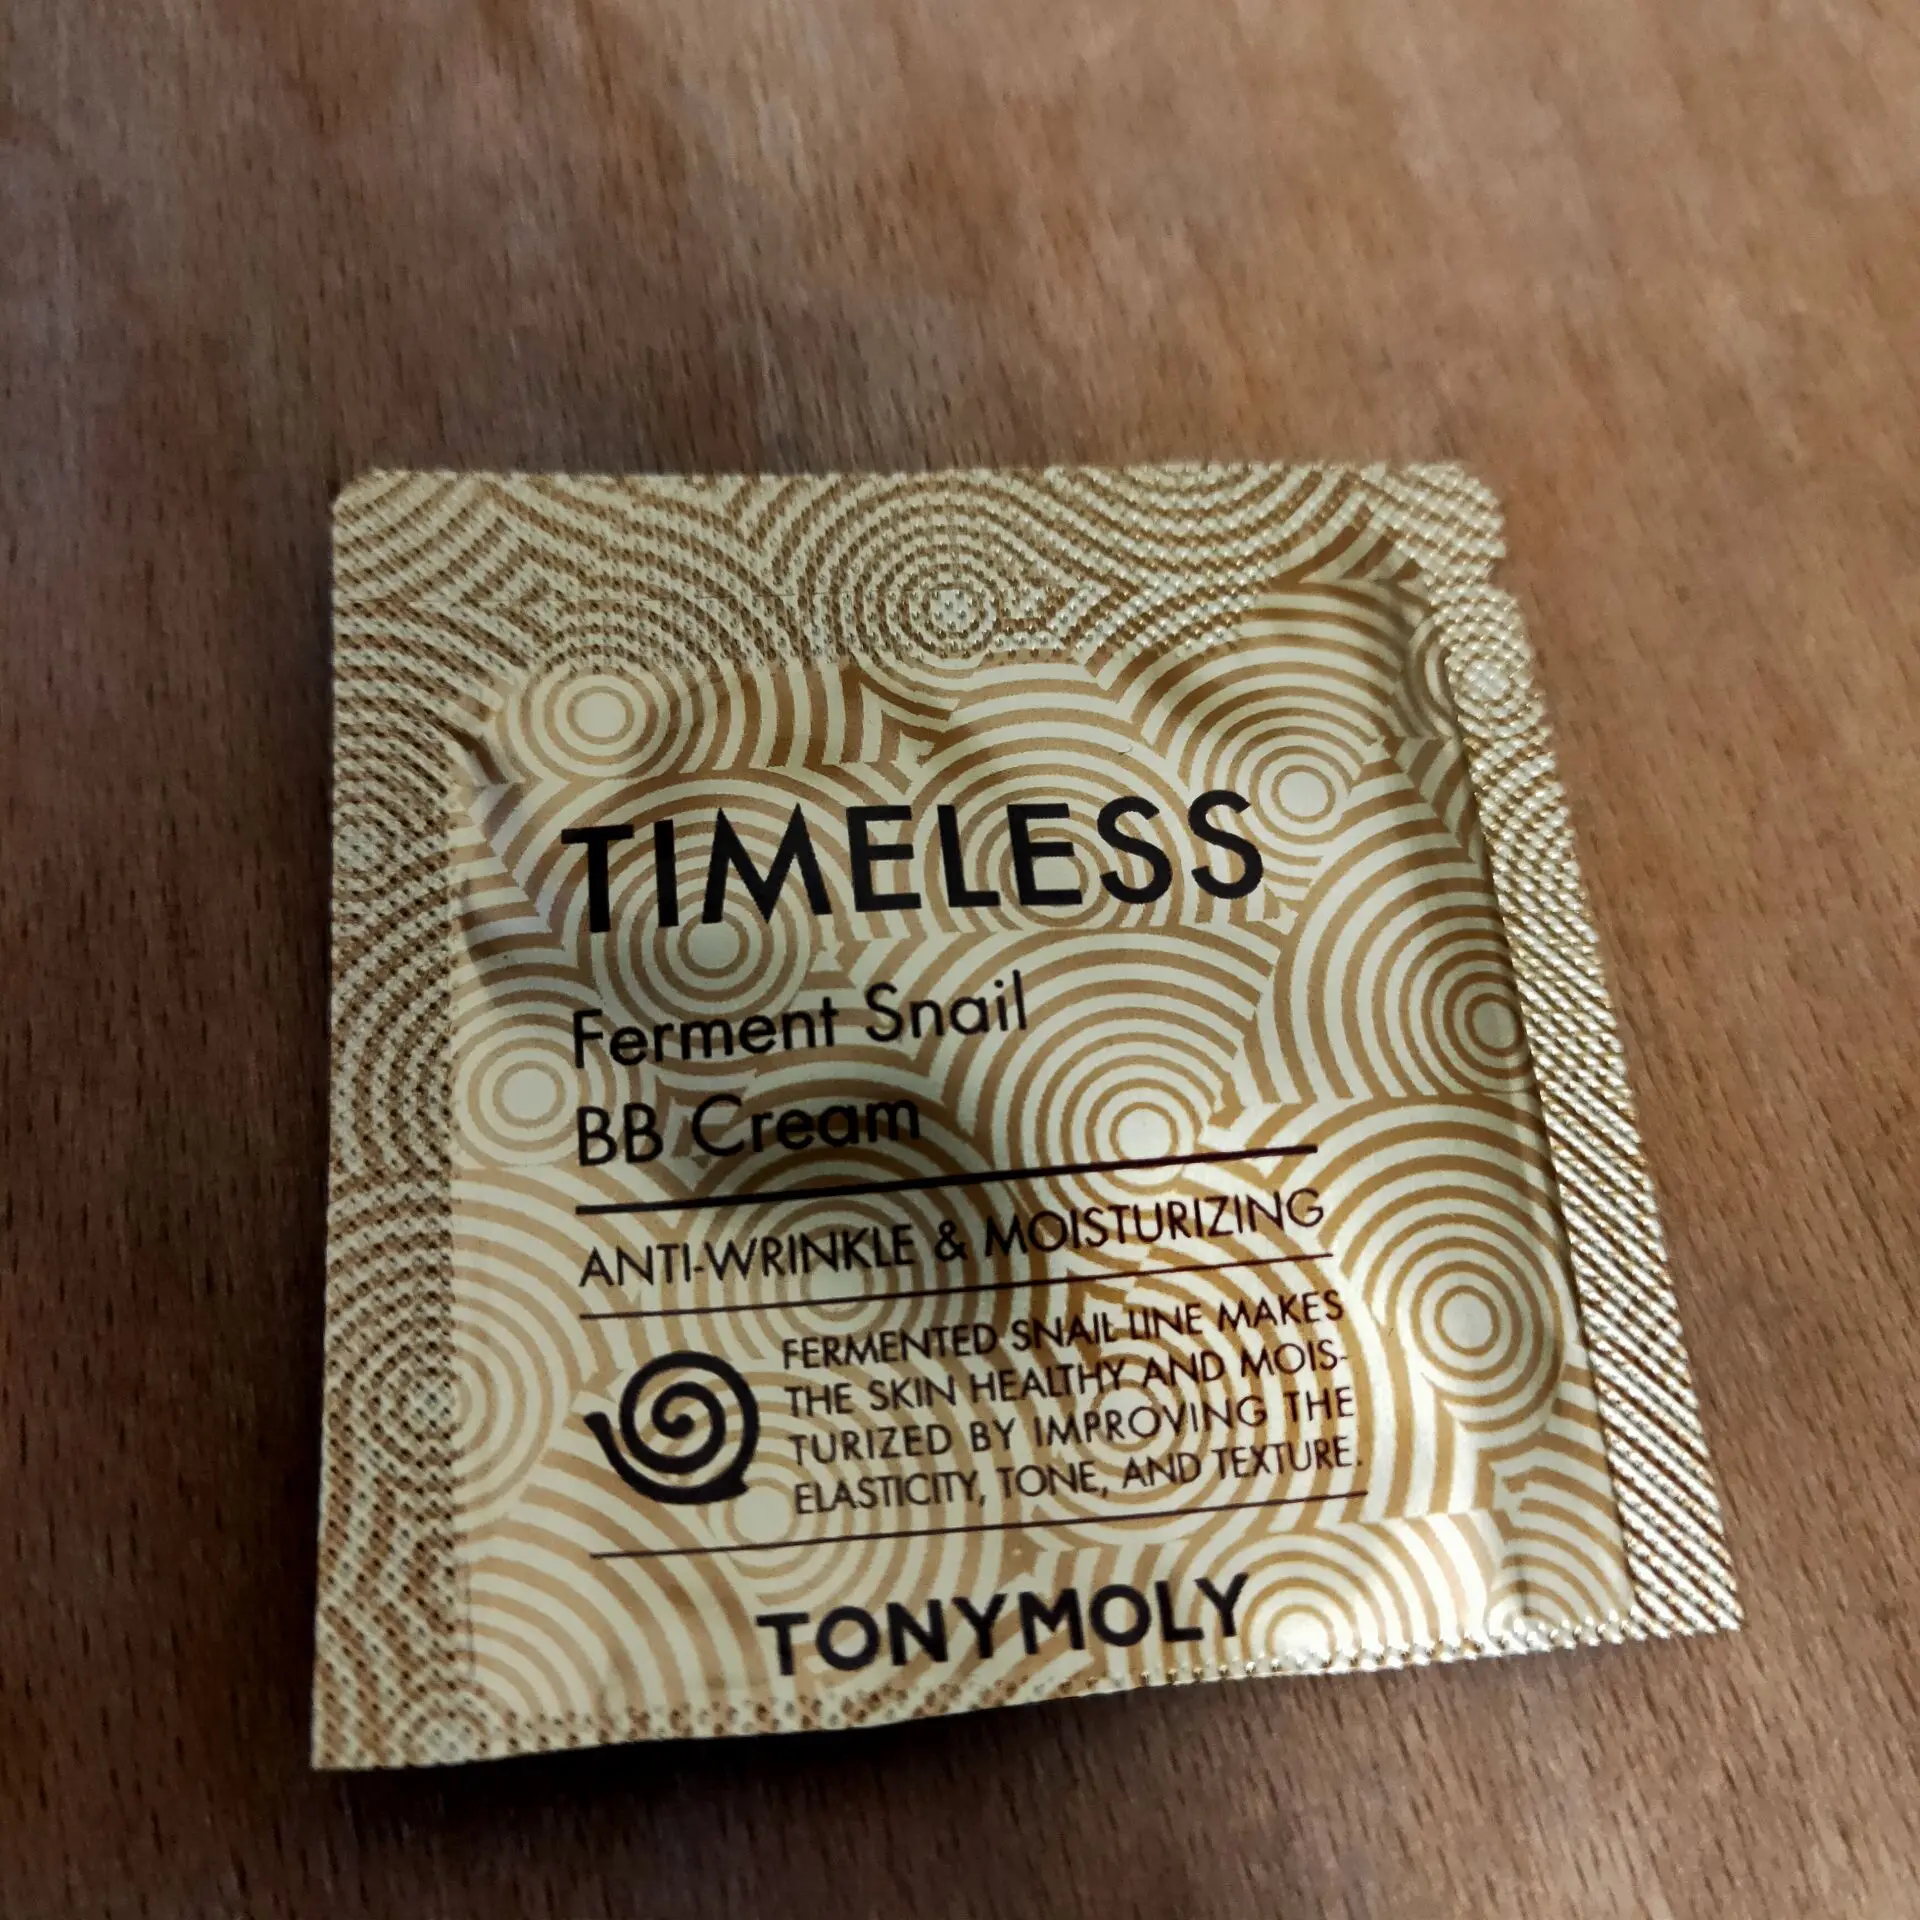 TIMELESS
Ferment Snail
BB Cream
ANTI-WRINKLE & MOISTURIZING
FERMENTED SNAIL LINE MAKES
THE SKIN HEALTHY AND MOIS-
TURIZED BY IMPROVING THE
ELASTICITY, TONE, AND TEXTURE.
TONYMOLY